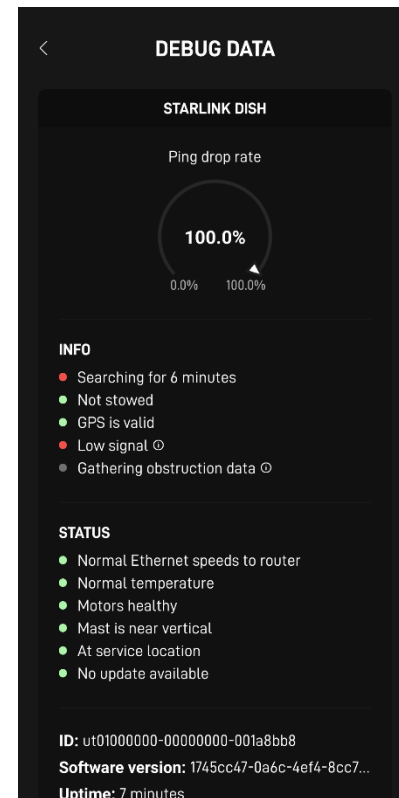 DEBUG DATA
STARLINK DISH
Ping drop rate
100.0%
0.0% 100.0%
INFO
Searching for 6 minutes
Not stowed
GPS is valid
Low signal
Gathering obstruction data
STATUS
Normal Ethernet speeds to router
Normal temperature
Motors healthy
Mast is near vertical
At service location
No update available
ID: ut01000000-00000000-001a8bb8
Software version: 1745cc47-0a6c-4ef4-8cc7...
Uptime: 7 minutes